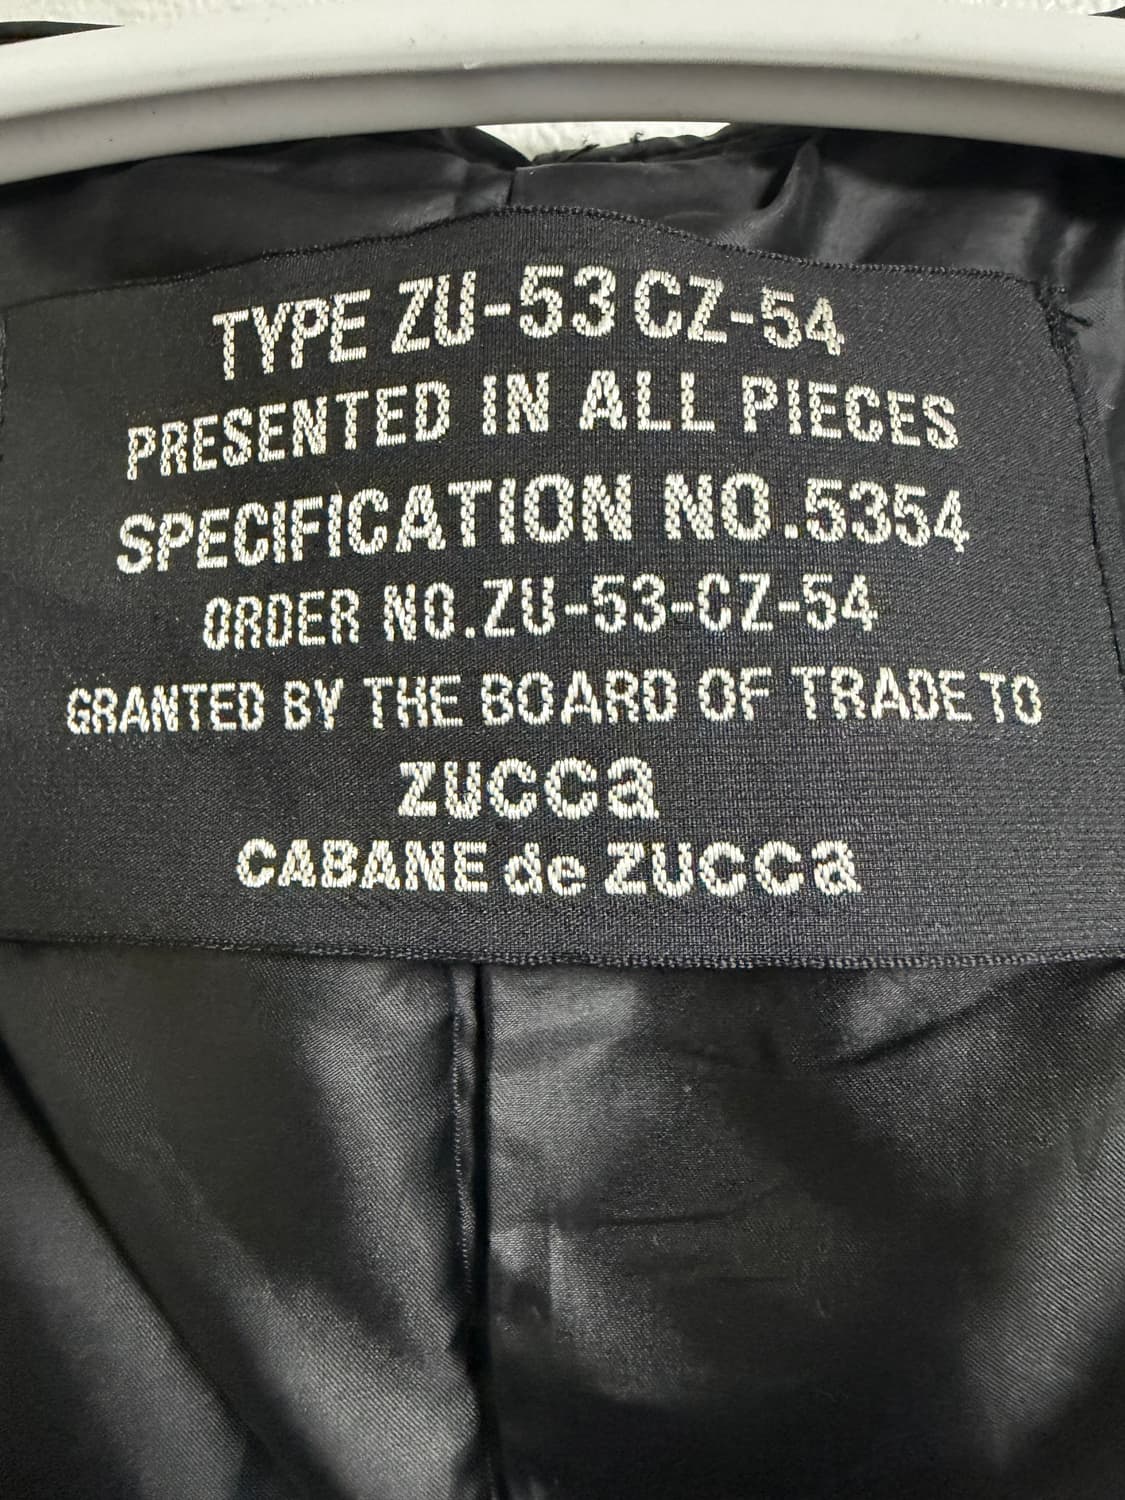 TYPE ZU-53 CZ-54
PRESENTED IN ALL PIECES
SPECIFICATION NO.5354
ORDER NO.ZU-53-CZ-54
GRANTED BY THE BOARD OF TRADE TO
zucca
CABANE de zucca